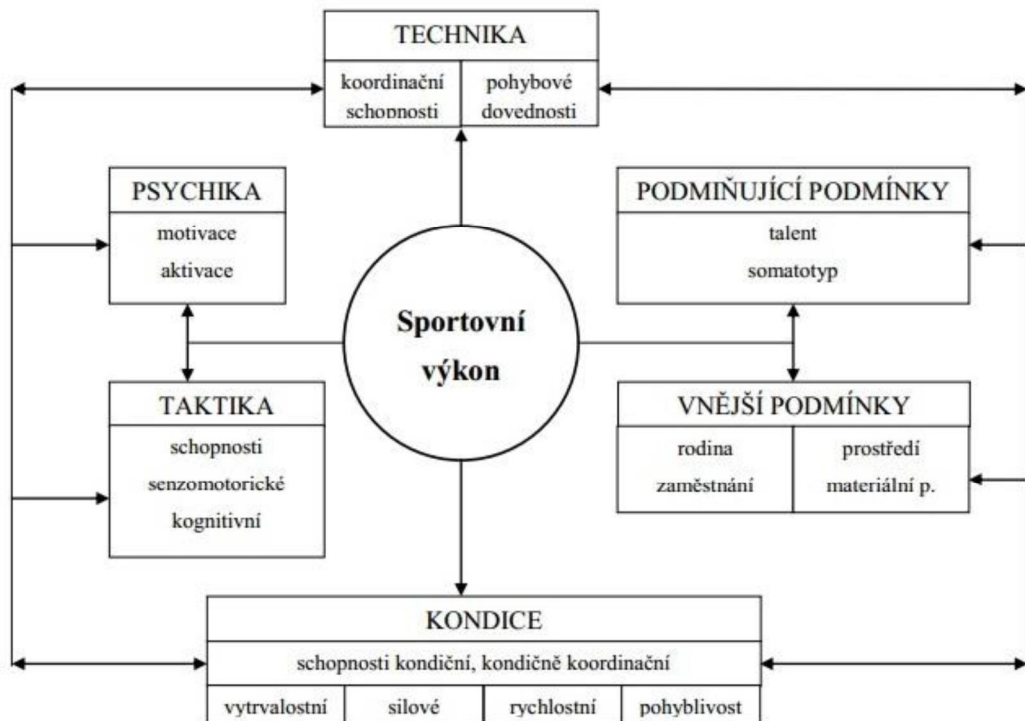 TECHNIKA
koordinační
schopnosti
pohybové
dovednosti
PSYCHIKA
motivace
aktivace
PODMIŇUJÍCÍ PODMÍNKY
talent
somatotyp
Sportovní
výkon
TAKTIKA
schopnosti
senzomotorické
kognitivní
VNĚJŠÍ PODMÍNKY
rodina
zaměstnání
prostředí
materiální p.
KONDICE
schopnosti kondiční, kondičně koordinační
vytrvalostní
silové
rychlostní
pohyblivost